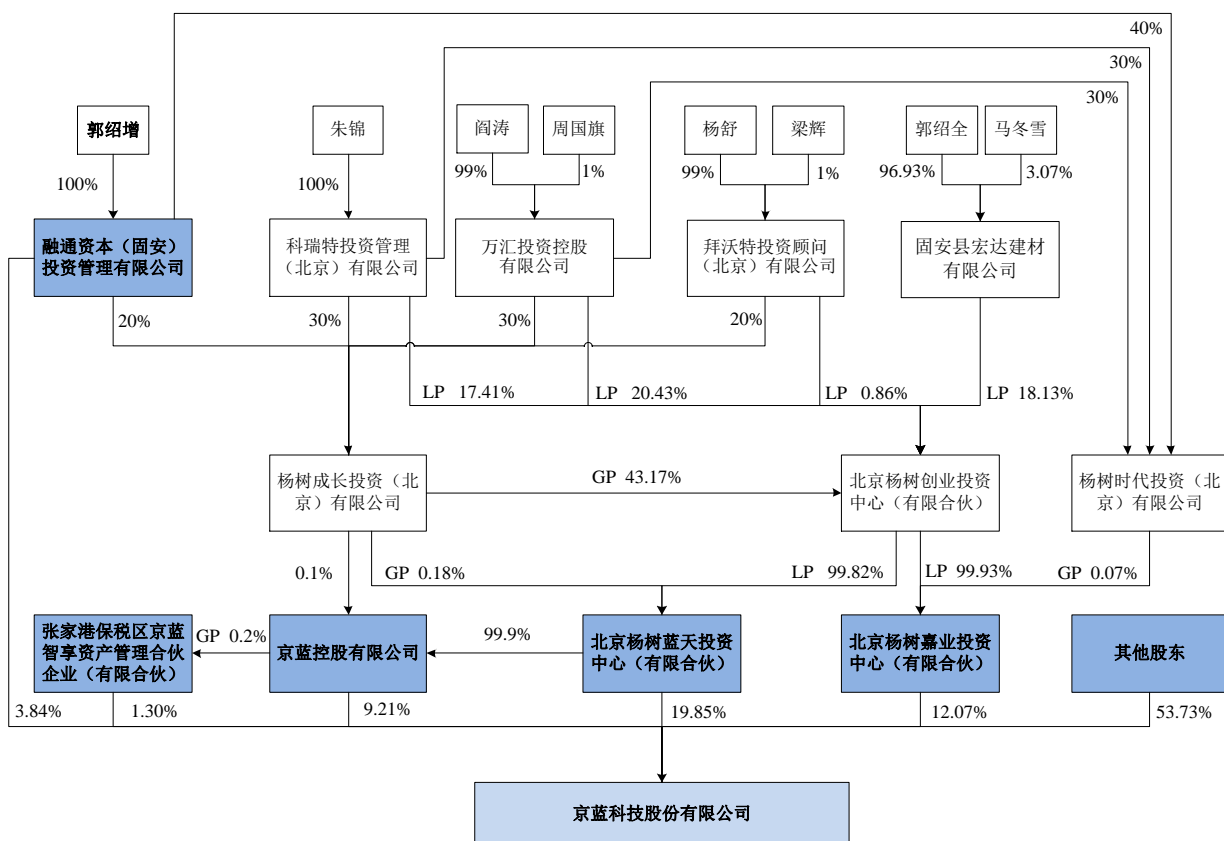 40%
30%
30%
郭绍增
朱锦
阎涛
周国旗
杨舒
梁辉
郭绍全
马冬雪
100%
100%
99%
1%
99%
1%
96.93%
3.07%
融通资本（固安）
投资管理有限公司
科瑞特投资管理
（北京）有限公司
万汇投资控股
有限公司
拜沃特投资顾问
（北京）有限公司
固安县宏达建材
有限公司
20%
30%
30%
20%
LP 17.41%
LP 20.43%
LP 0.86%
LP 18.13%
杨树成长投资（北
京）有限公司
GP 43.17%
北京杨树创业投资
中心（有限合伙）
杨树时代投资（北
京）有限公司
0.1%
GP 0.18%
LP 99.82%
LP 99.93%
GP 0.07%
张家港保税区京蓝
智享资产管理合伙
企业（有限合伙）
GP 0.2%
京蓝控股有限公司
99.9%
北京杨树蓝天投资
中心（有限合伙）
北京杨树嘉业投资
中心（有限合伙）
其他股东
3.84%
1.30%
9.21%
19.85%
12.07%
53.73%
京蓝科技股份有限公司